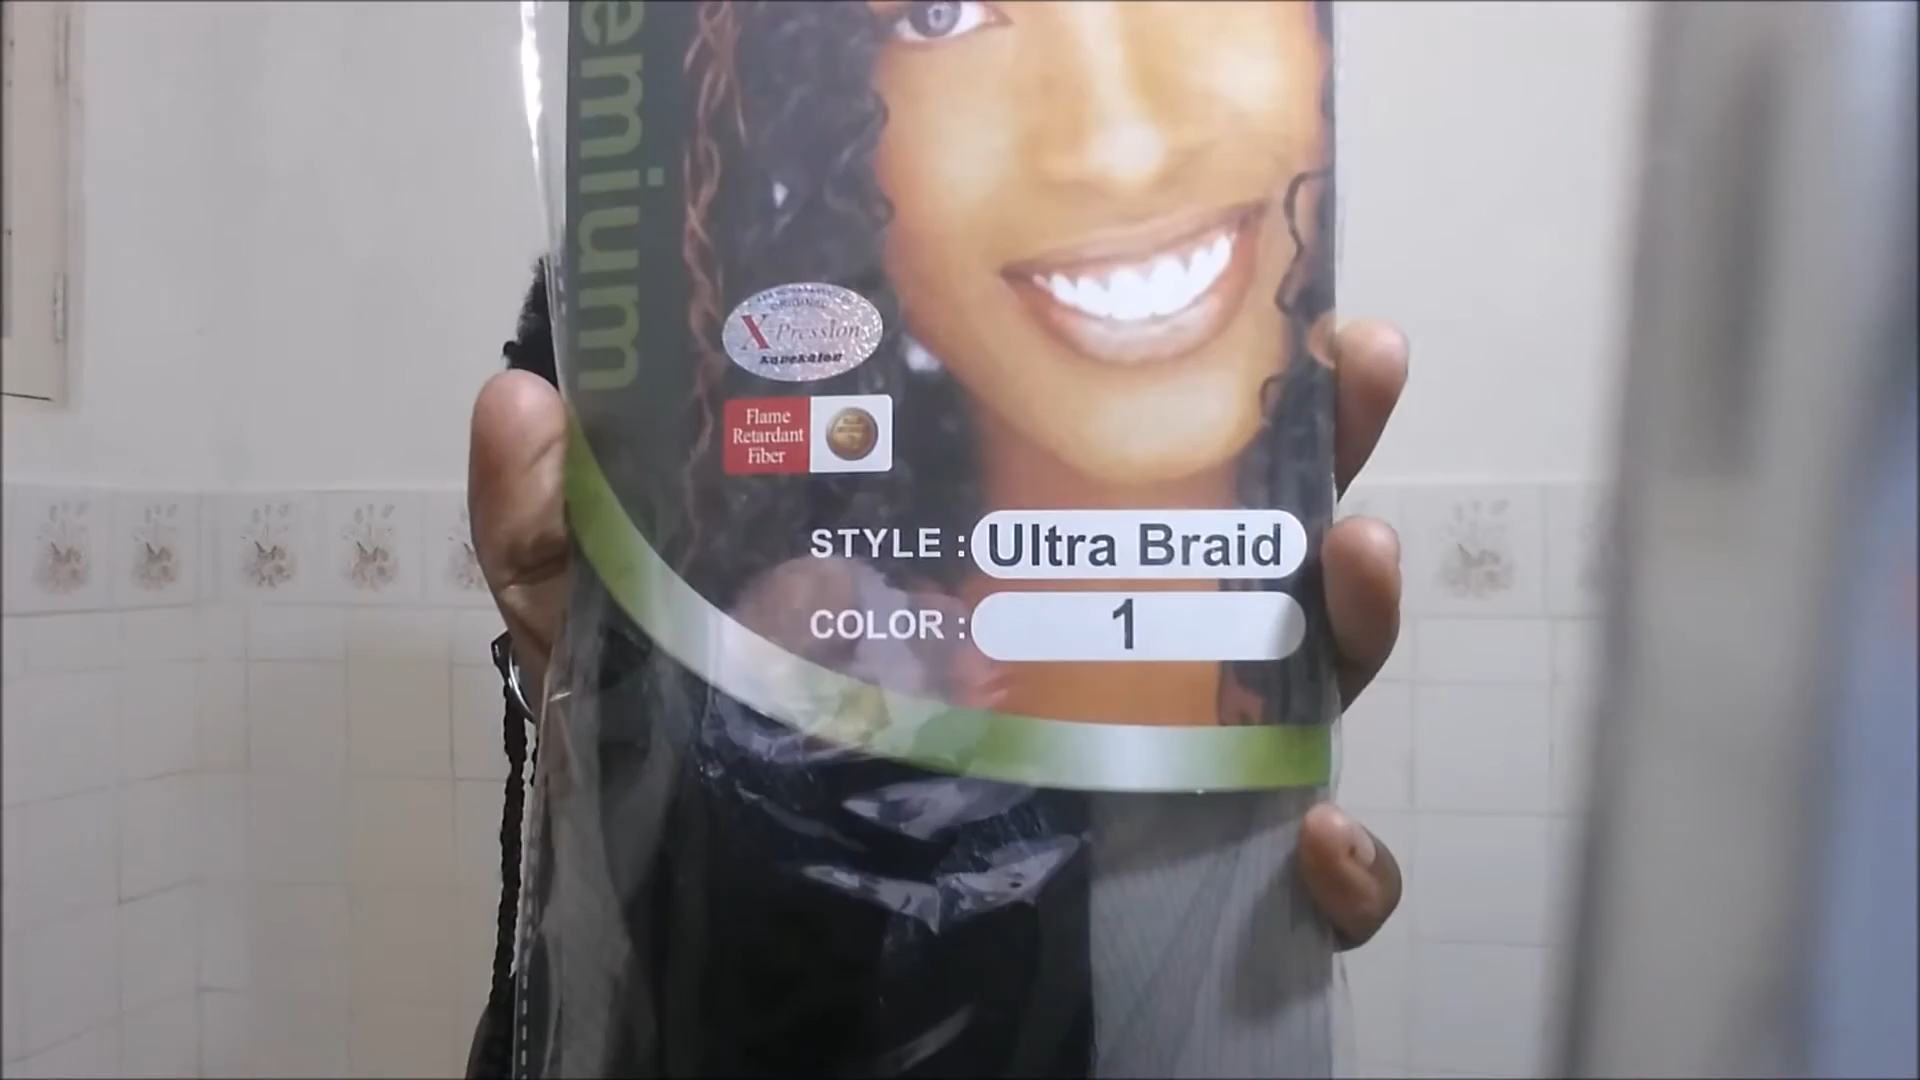 emium
X-Pression
Flame
Retardant
Fiber
STYLE : Ultra Braid
COLOR : 1